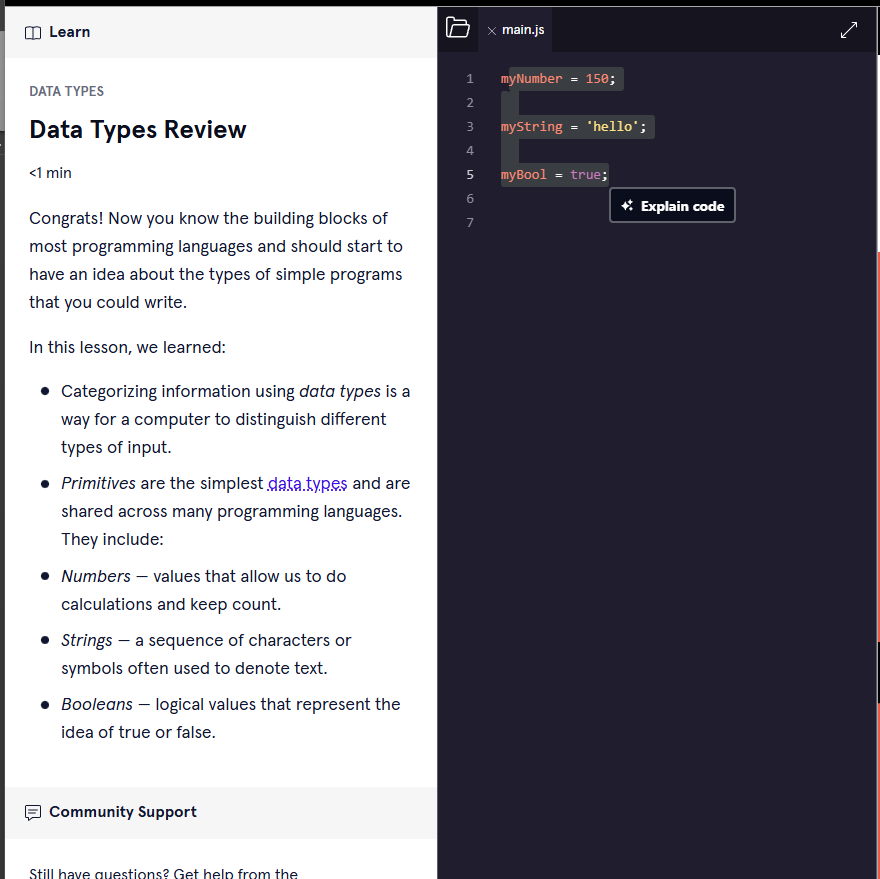 Learn
DATA TYPES
Data Types Review
<1 min
Congrats! Now you know the building blocks of
most programming languages and should start to
have an idea about the types of simple programs
that you could write.
In this lesson, we learned:
Categorizing information using data types is a
way for a computer to distinguish different
types of input.
Primitives are the simplest data types and are
shared across many programming languages.
They include:
Numbers — values that allow us to do
calculations and keep count.
Strings — a sequence of characters or
symbols often used to denote text.
Booleans — logical values that represent the
idea of true or false.
Community Support
Still have questions? Get help from the
main.js
1 myNumber = 150;
2
3 myString = 'hello';
4
5 myBool = true;
6
7
Explain code